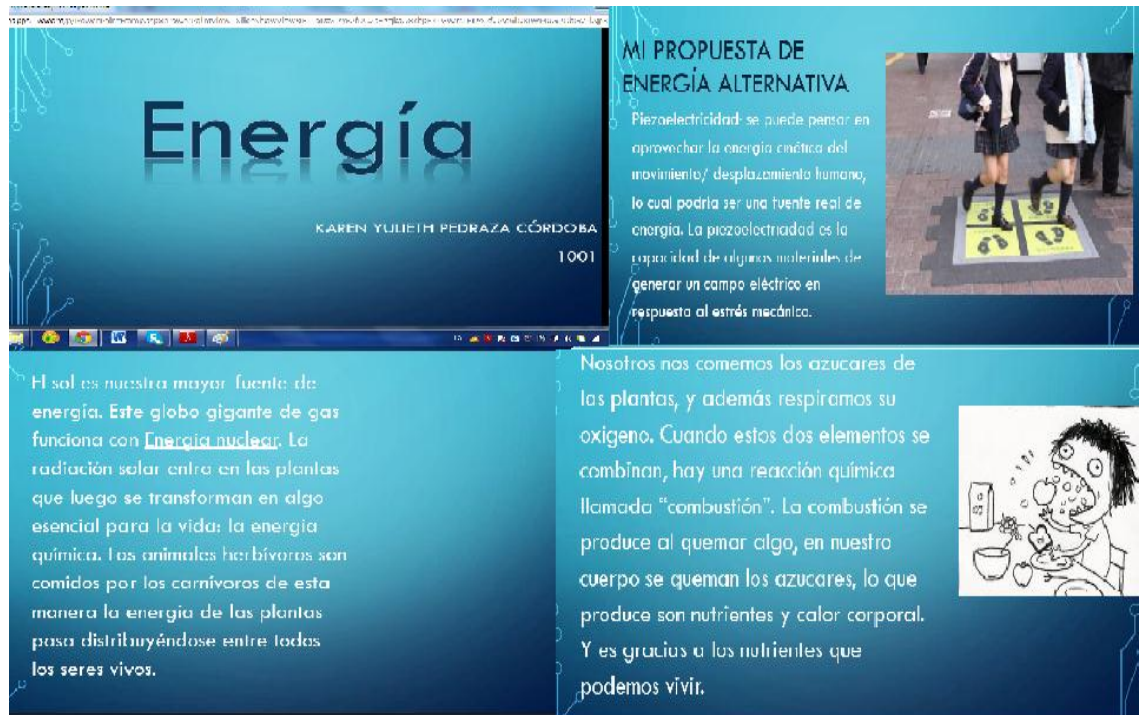 Energía
KAREN YULIETH PEDRAZA CÓRDOBA
1001
MI PROPUESTA DE
ENERGÍA ALTERNATIVA
Piezoelectricidad- se puede pensar en
aprovechar la energía cinética del
movimiento/ desplazamiento humano,
lo cual podría ser una fuente real de
energía. La piezoelectricidad es la
capacidad de algunos materiales de
generar un campo eléctrico en
respuesta al estrés mecánico.
El sol es nuestra mayor fuente de
energía. Este globo gigante de gas
funciona con Energía nuclear. La
radiación solar entra en las plantas
que luego se transforman en algo
esencial para la vida: la energía
química. Los animales herbívoros son
comidos por los carnívoros de esta
manera la energía de las plantas
pasa distribuyéndose entre todos
los seres vivos.
Nosotros nos comemos los azucares de
las plantas, y además respiramos su
oxigeno. Cuando estos dos elementos se
combinan, hay una reacción química
llamada “combustión”. La combustión se
produce al quemar algo, en nuestro
cuerpo se queman los azucares, lo que
produce son nutrientes y calor corporal.
Y es gracias a los nutrientes que
podemos vivir.